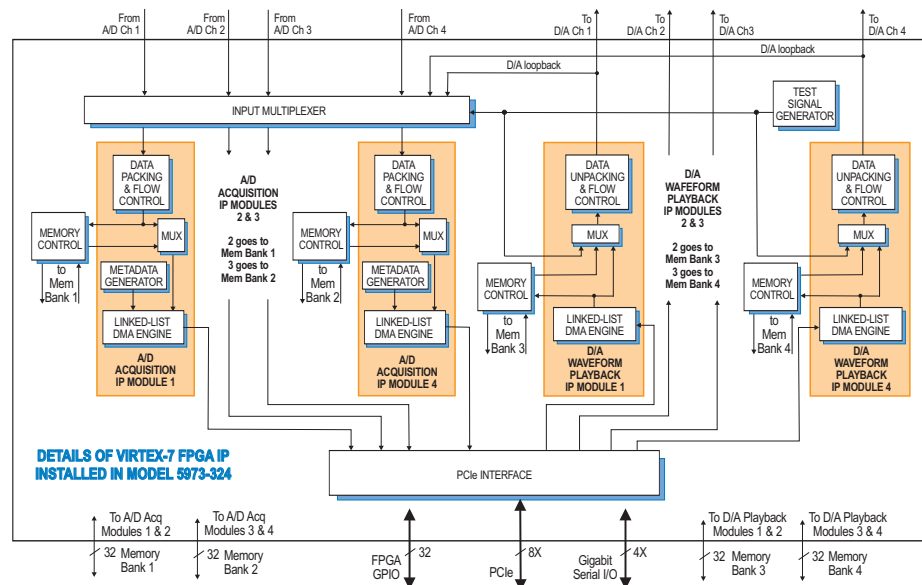 From
A/D Ch 1
From
A/D Ch 2
From
A/D Ch 3
From
A/D Ch 4
To
D/A Ch 1
To
D/A Ch 2
To
D/A Ch3
To
D/A Ch 4
D/A loopback
D/A loopback
INPUT MULTIPLEXER
TEST
SIGNAL
GENERATOR
DATA
PACKING
& FLOW
CONTROL
MUX
MEMORY
CONTROL
to
Mem
Bank 1
METADATA
GENERATOR
LINKED-LIST
DMA ENGINE
A/D
ACQUISITION
IP MODULE 1
A/D
ACQUISITION
IP MODULES
2 & 3
2 goes to
Mem Bank 1
3 goes to
Mem Bank 2
DATA
PACKING
& FLOW
CONTROL
MUX
MEMORY
CONTROL
to
Mem
Bank 2
METADATA
GENERATOR
LINKED-LIST
DMA ENGINE
A/D
ACQUISITION
IP MODULE 4
DATA
UNPACKING
& FLOW
CONTROL
MUX
MEMORY
CONTROL
to
Mem
Bank 3
LINKED-LIST
DMA ENGINE
D/A
WAVEFORM
PLAYBACK
IP MODULE 1
D/A
WAFEFORM
PLAYBACK
IP MODULES
2 & 3
2 goes to
Mem Bank 3
3 goes to
Mem Bank 4
DATA
UNPACKING
& FLOW
CONTROL
MUX
MEMORY
CONTROL
to
Mem
Bank 4
LINKED-LIST
DMA ENGINE
D/A
WAVEFORM
PLAYBACK
IP MODULE 4
DETAILS OF VIRTEX-7 FPGA IP
INSTALLED IN MODEL 5973-324
PCIe INTERFACE
To A/D Acq
Modules 1 & 2
32 Memory
Bank 1
To A/D Acq
Modules 3 & 4
32 Memory
Bank 2
32
FPGA
GPIO
8X
PCIe
4X
Gigabit
Serial I/O
To D/A Playback
Modules 1 & 2
32 Memory
Bank 3
To D/A Playback
Modules 3 & 4
32 Memory
Bank 4